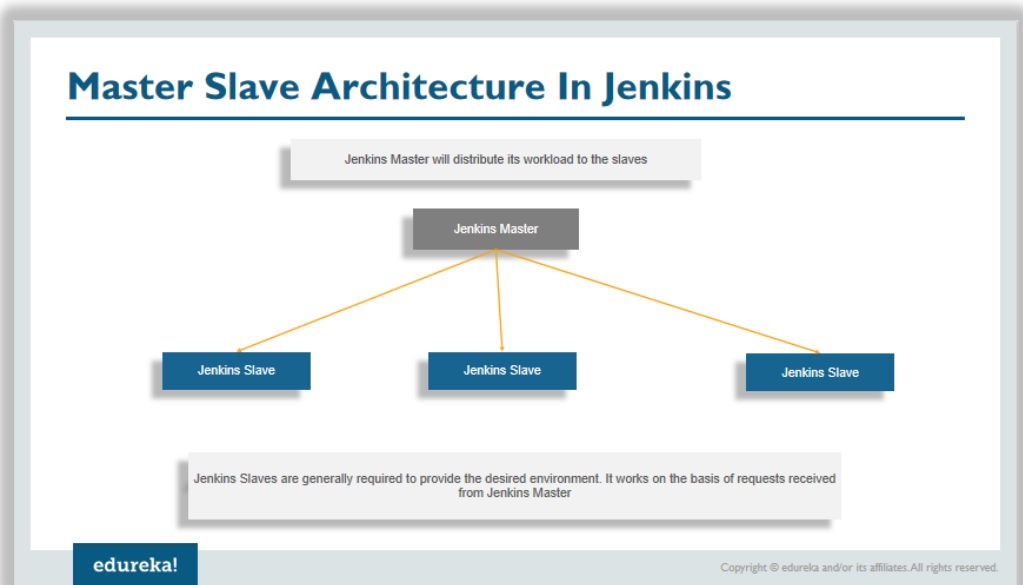 Master Slave Architecture In Jenkins
Jenkins Master will distribute its workload to the slaves
Jenkins Master
Jenkins Slave
Jenkins Slave
Jenkins Slave
Jenkins Slaves are generally required to provide the desired environment. It works on the basis of requests received
from Jenkins Master
edureka!
Copyright © edureka and/or its affiliates. All rights reserved.